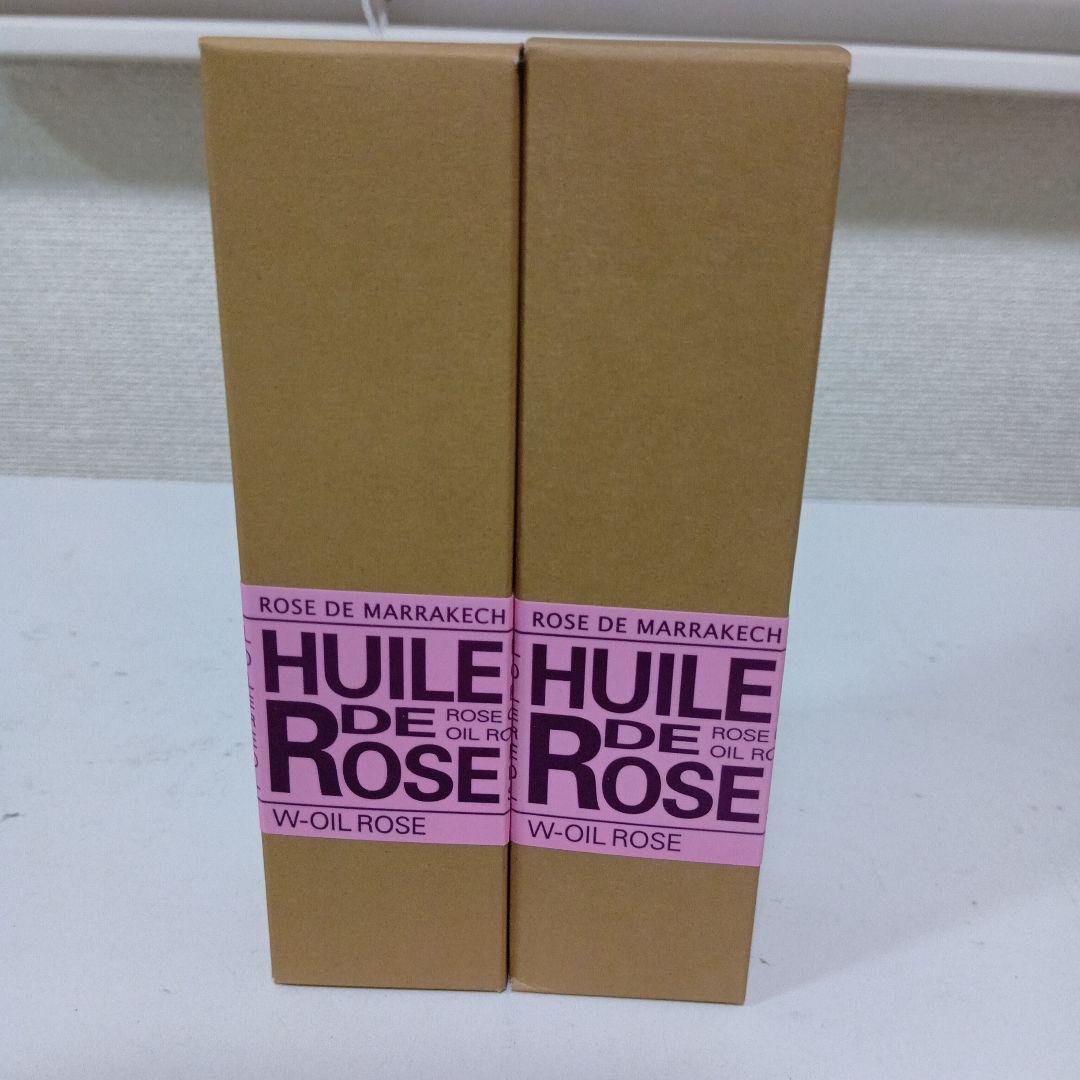 ROSE DE MARRAKECH
HUILE
DE
ROSE
OIL RO
ROSE
W-OIL ROSE
ROSE DE MARRAKECH
HUILE
DE
ROSE
OIL RO
ROSE
W-OIL ROSE